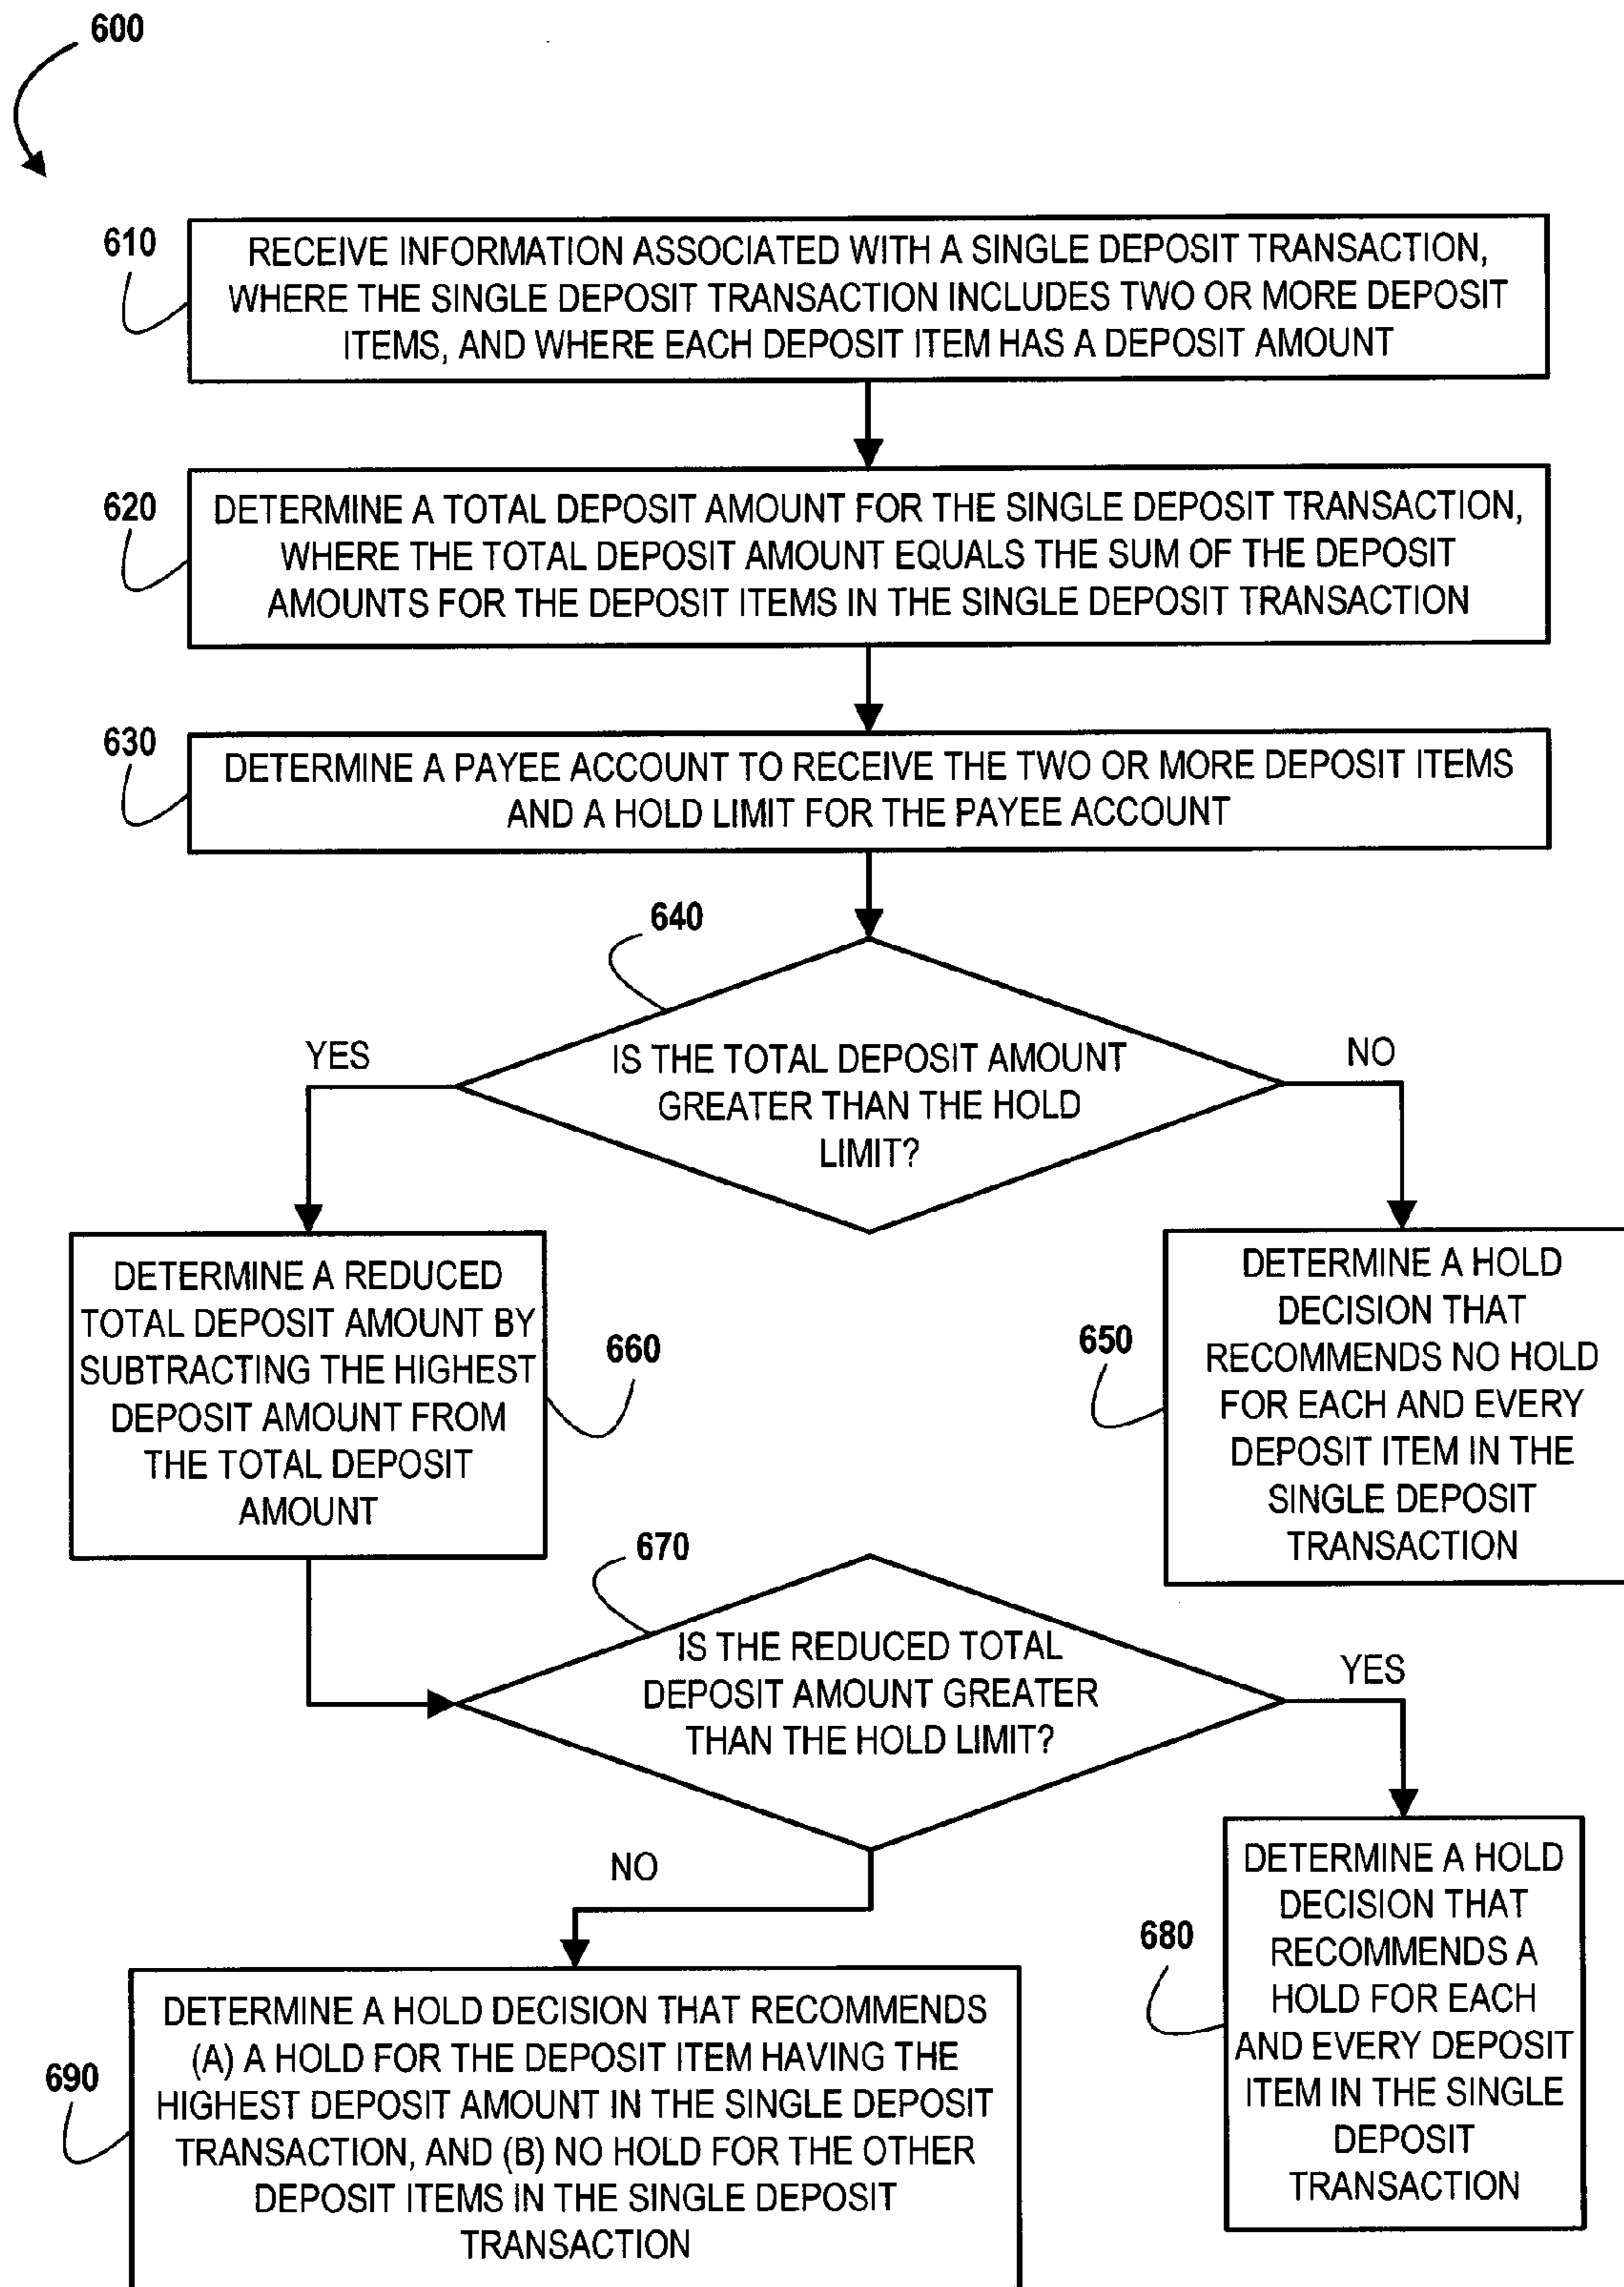 600
610
RECEIVE INFORMATION ASSOCIATED WITH A SINGLE DEPOSIT TRANSACTION,
WHERE THE SINGLE DEPOSIT TRANSACTION INCLUDES TWO OR MORE DEPOSIT
ITEMS, AND WHERE EACH DEPOSIT ITEM HAS A DEPOSIT AMOUNT
620
DETERMINE A TOTAL DEPOSIT AMOUNT FOR THE SINGLE DEPOSIT TRANSACTION,
WHERE THE TOTAL DEPOSIT AMOUNT EQUALS THE SUM OF THE DEPOSIT
AMOUNTS FOR THE DEPOSIT ITEMS IN THE SINGLE DEPOSIT TRANSACTION
630
DETERMINE A PAYEE ACCOUNT TO RECEIVE THE TWO OR MORE DEPOSIT ITEMS
AND A HOLD LIMIT FOR THE PAYEE ACCOUNT
640
IS THE TOTAL DEPOSIT AMOUNT
GREATER THAN THE HOLD
LIMIT?
YES
NO
DETERMINE A REDUCED
TOTAL DEPOSIT AMOUNT BY
SUBTRACTING THE HIGHEST
DEPOSIT AMOUNT FROM
THE TOTAL DEPOSIT
AMOUNT
660
650
DETERMINE A HOLD
DECISION THAT
RECOMMENDS NO HOLD
FOR EACH AND EVERY
DEPOSIT ITEM IN THE
SINGLE DEPOSIT
TRANSACTION
670
IS THE REDUCED TOTAL
DEPOSIT AMOUNT GREATER
THAN THE HOLD LIMIT?
YES
NO
680
DETERMINE A HOLD
DECISION THAT
RECOMMENDS A
HOLD FOR EACH
AND EVERY DEPOSIT
ITEM IN THE SINGLE
DEPOSIT
TRANSACTION
690
DETERMINE A HOLD DECISION THAT RECOMMENDS
(A) A HOLD FOR THE DEPOSIT ITEM HAVING THE
HIGHEST DEPOSIT AMOUNT IN THE SINGLE DEPOSIT
TRANSACTION, AND (B) NO HOLD FOR THE OTHER
DEPOSIT ITEMS IN THE SINGLE DEPOSIT
TRANSACTION